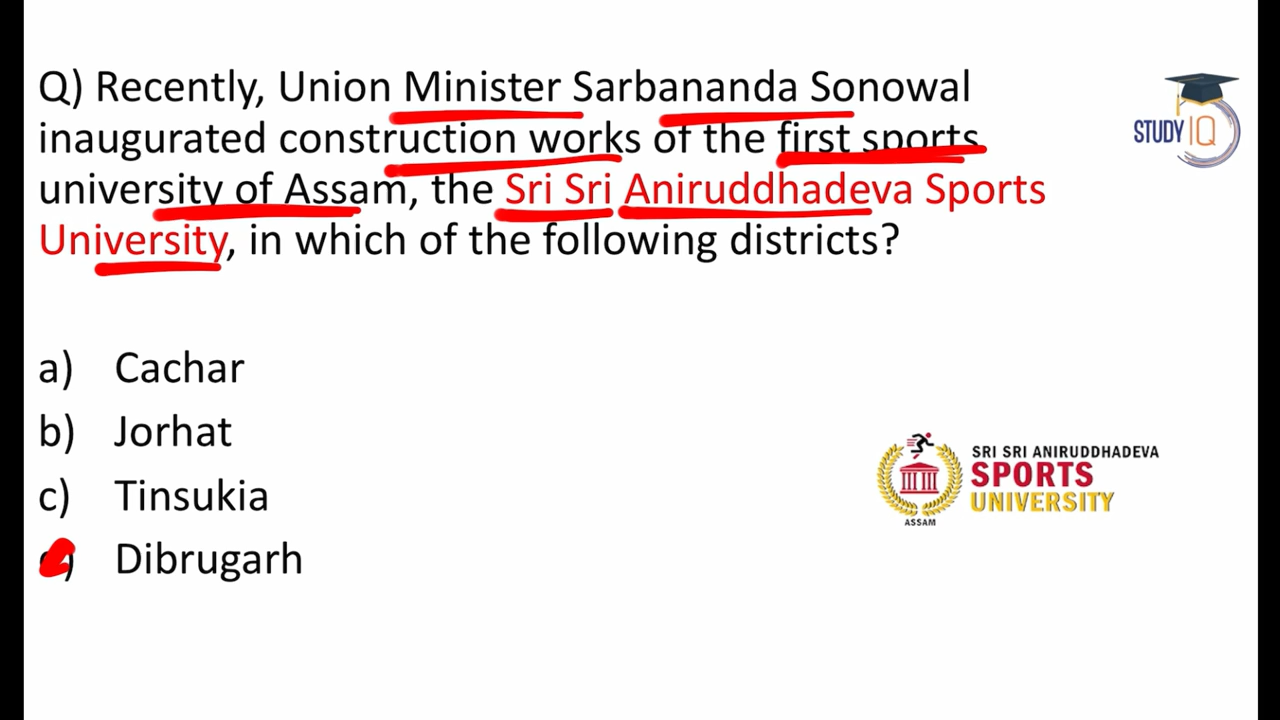 Q) Recently, Union Minister Sarbananda Sonowal
inaugurated construction works of the first sports
university of Assam, the Sri Sri Aniruddhadeva Sports
University, in which of the following districts?
STUDY IQ
a) Cachar
b) Jorhat
c) Tinsukia
Dibrugarh
SRI SRI ANIRUDDHADEVA
SPORTS
UNIVERSITY
ASSAM